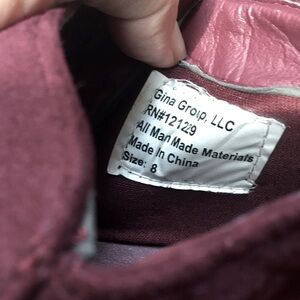 Gina Group, LLC
RN#12129
All Man Made Materials
Made In China
Size: 8